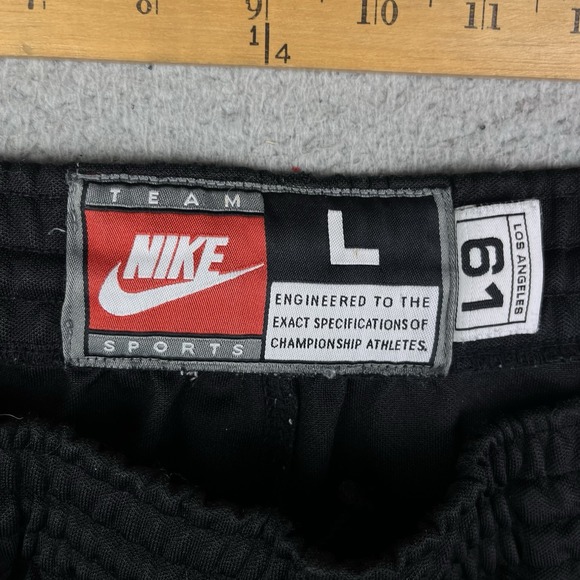 8 9 10 11
1/4
TEAM
NIKE
SPORTS
L
ENGINEERED TO THE
EXACT SPECIFICATIONS OF
CHAMPIONSHIP ATHLETES.
61
LOS ANGELES